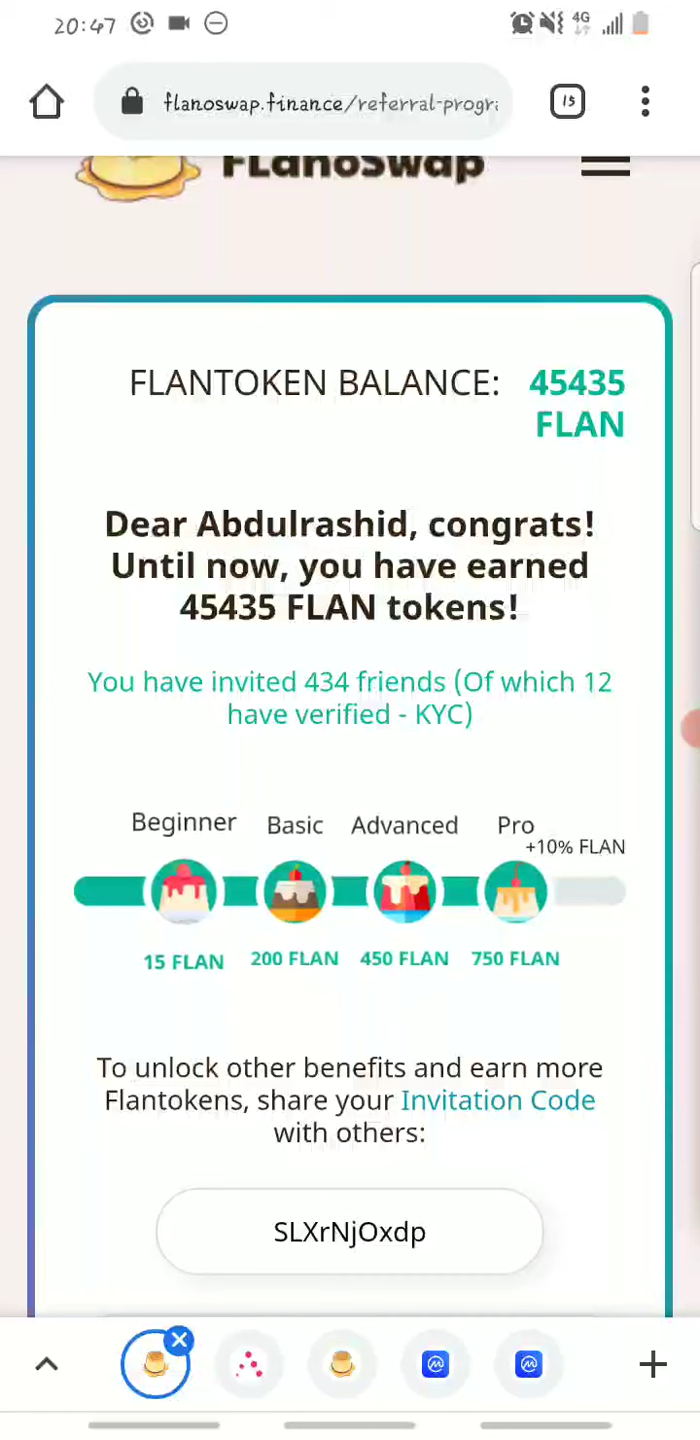 20:47
4G
flanoswap.finance/referral-progra
15
FLanoSwap
FLANTOKEN BALANCE: 45435
FLAN
Dear Abdulrashid, congrats!
Until now, you have earned
45435 FLAN tokens!
You have invited 434 friends (Of which 12
have verified - KYC)
Beginner Basic Advanced Pro
+10% FLAN
15 FLAN 200 FLAN 450 FLAN 750 FLAN
To unlock other benefits and earn more
Flantokens, share your Invitation Code
with others:
SLXrNjOxdp